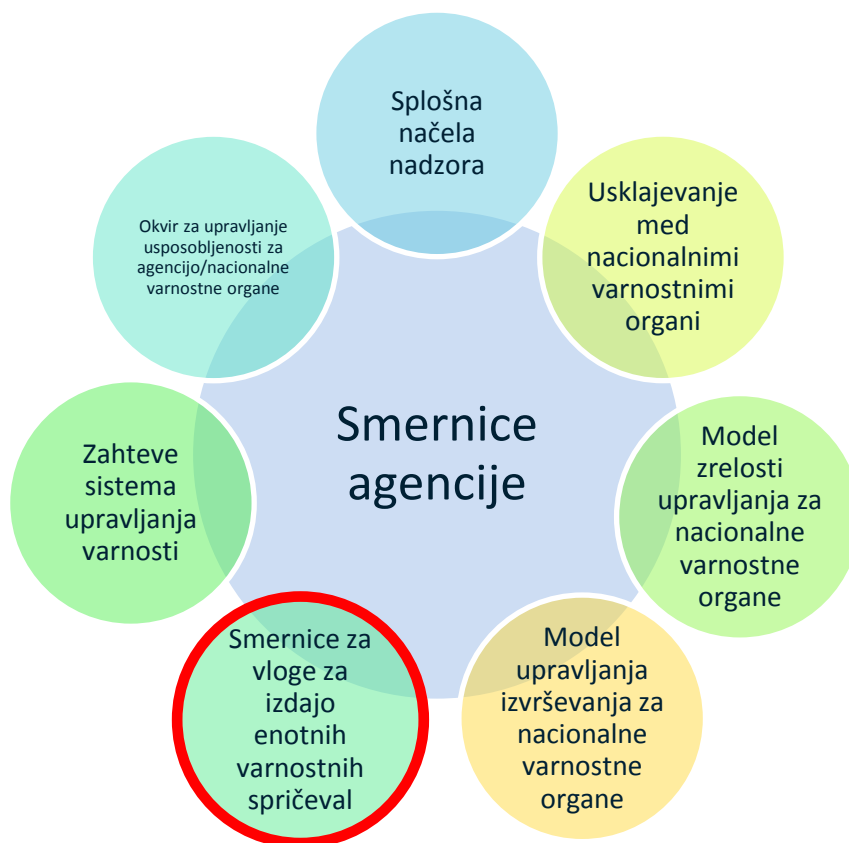 Splošna
načela
nadzora
Usklajevanje
med
nacionalnimi
varnostnimi
organi
Model
zrelosti
upravljanja za
nacionalne
varnostne
organe
Model
upravljanja
izvrševanja za
nacionalne
varnostne
organe
Smernice za
vloge za
izdajo
enotnih
varnostnih
spričeval
Zahteve
sistema
upravljanja
varnosti
Okvir za upravljanje
usposobljenosti za
agencijo/nacionalne
varnostne organe
Smernice
agencije